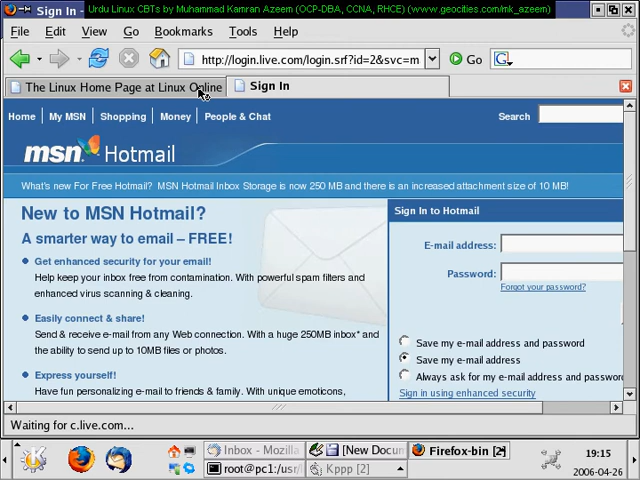 Sign In -
Urdu Linux CBTs by Muhammad Kamran Azeem (OCP-DBA, CCNA, RHCE) (www.geocities.com/mk_azeem)
File Edit View Go Bookmarks Tools Help
http://login.live.com/login.srf?id=2&svc=m
Go
G
The Linux Home Page at Linux Online
Sign In
Home My MSN Shopping Money People & Chat
Search
msn Hotmail
What's new For Free Hotmail? MSN Hotmail Inbox Storage is now 250 MB and there is an increased attachment size of 10 MB!
New to MSN Hotmail?
A smarter way to email – FREE!
Get enhanced security for your email!
Help keep your inbox free from contamination. With powerful spam filters and
enhanced virus scanning & cleaning.
Easily connect & share!
Send & receive e-mail from any Web connection. With a huge 250MB inbox* and
the ability to send up to 10MB files or photos.
Express yourself!
Have fun personalizing e-mail to friends & family. With unique emoticons,
Sign In to Hotmail
E-mail address:
Password:
Forgot your password?
Save my e-mail address and password
Save my e-mail address
Always ask for my e-mail address and password
Sign in using enhanced security
Waiting for c.live.com...
Inbox - Mozilla
[New Docum
Firefox-bin [2]
root@pc1:/usr/
Kppp [2]
19:15
2006-04-26